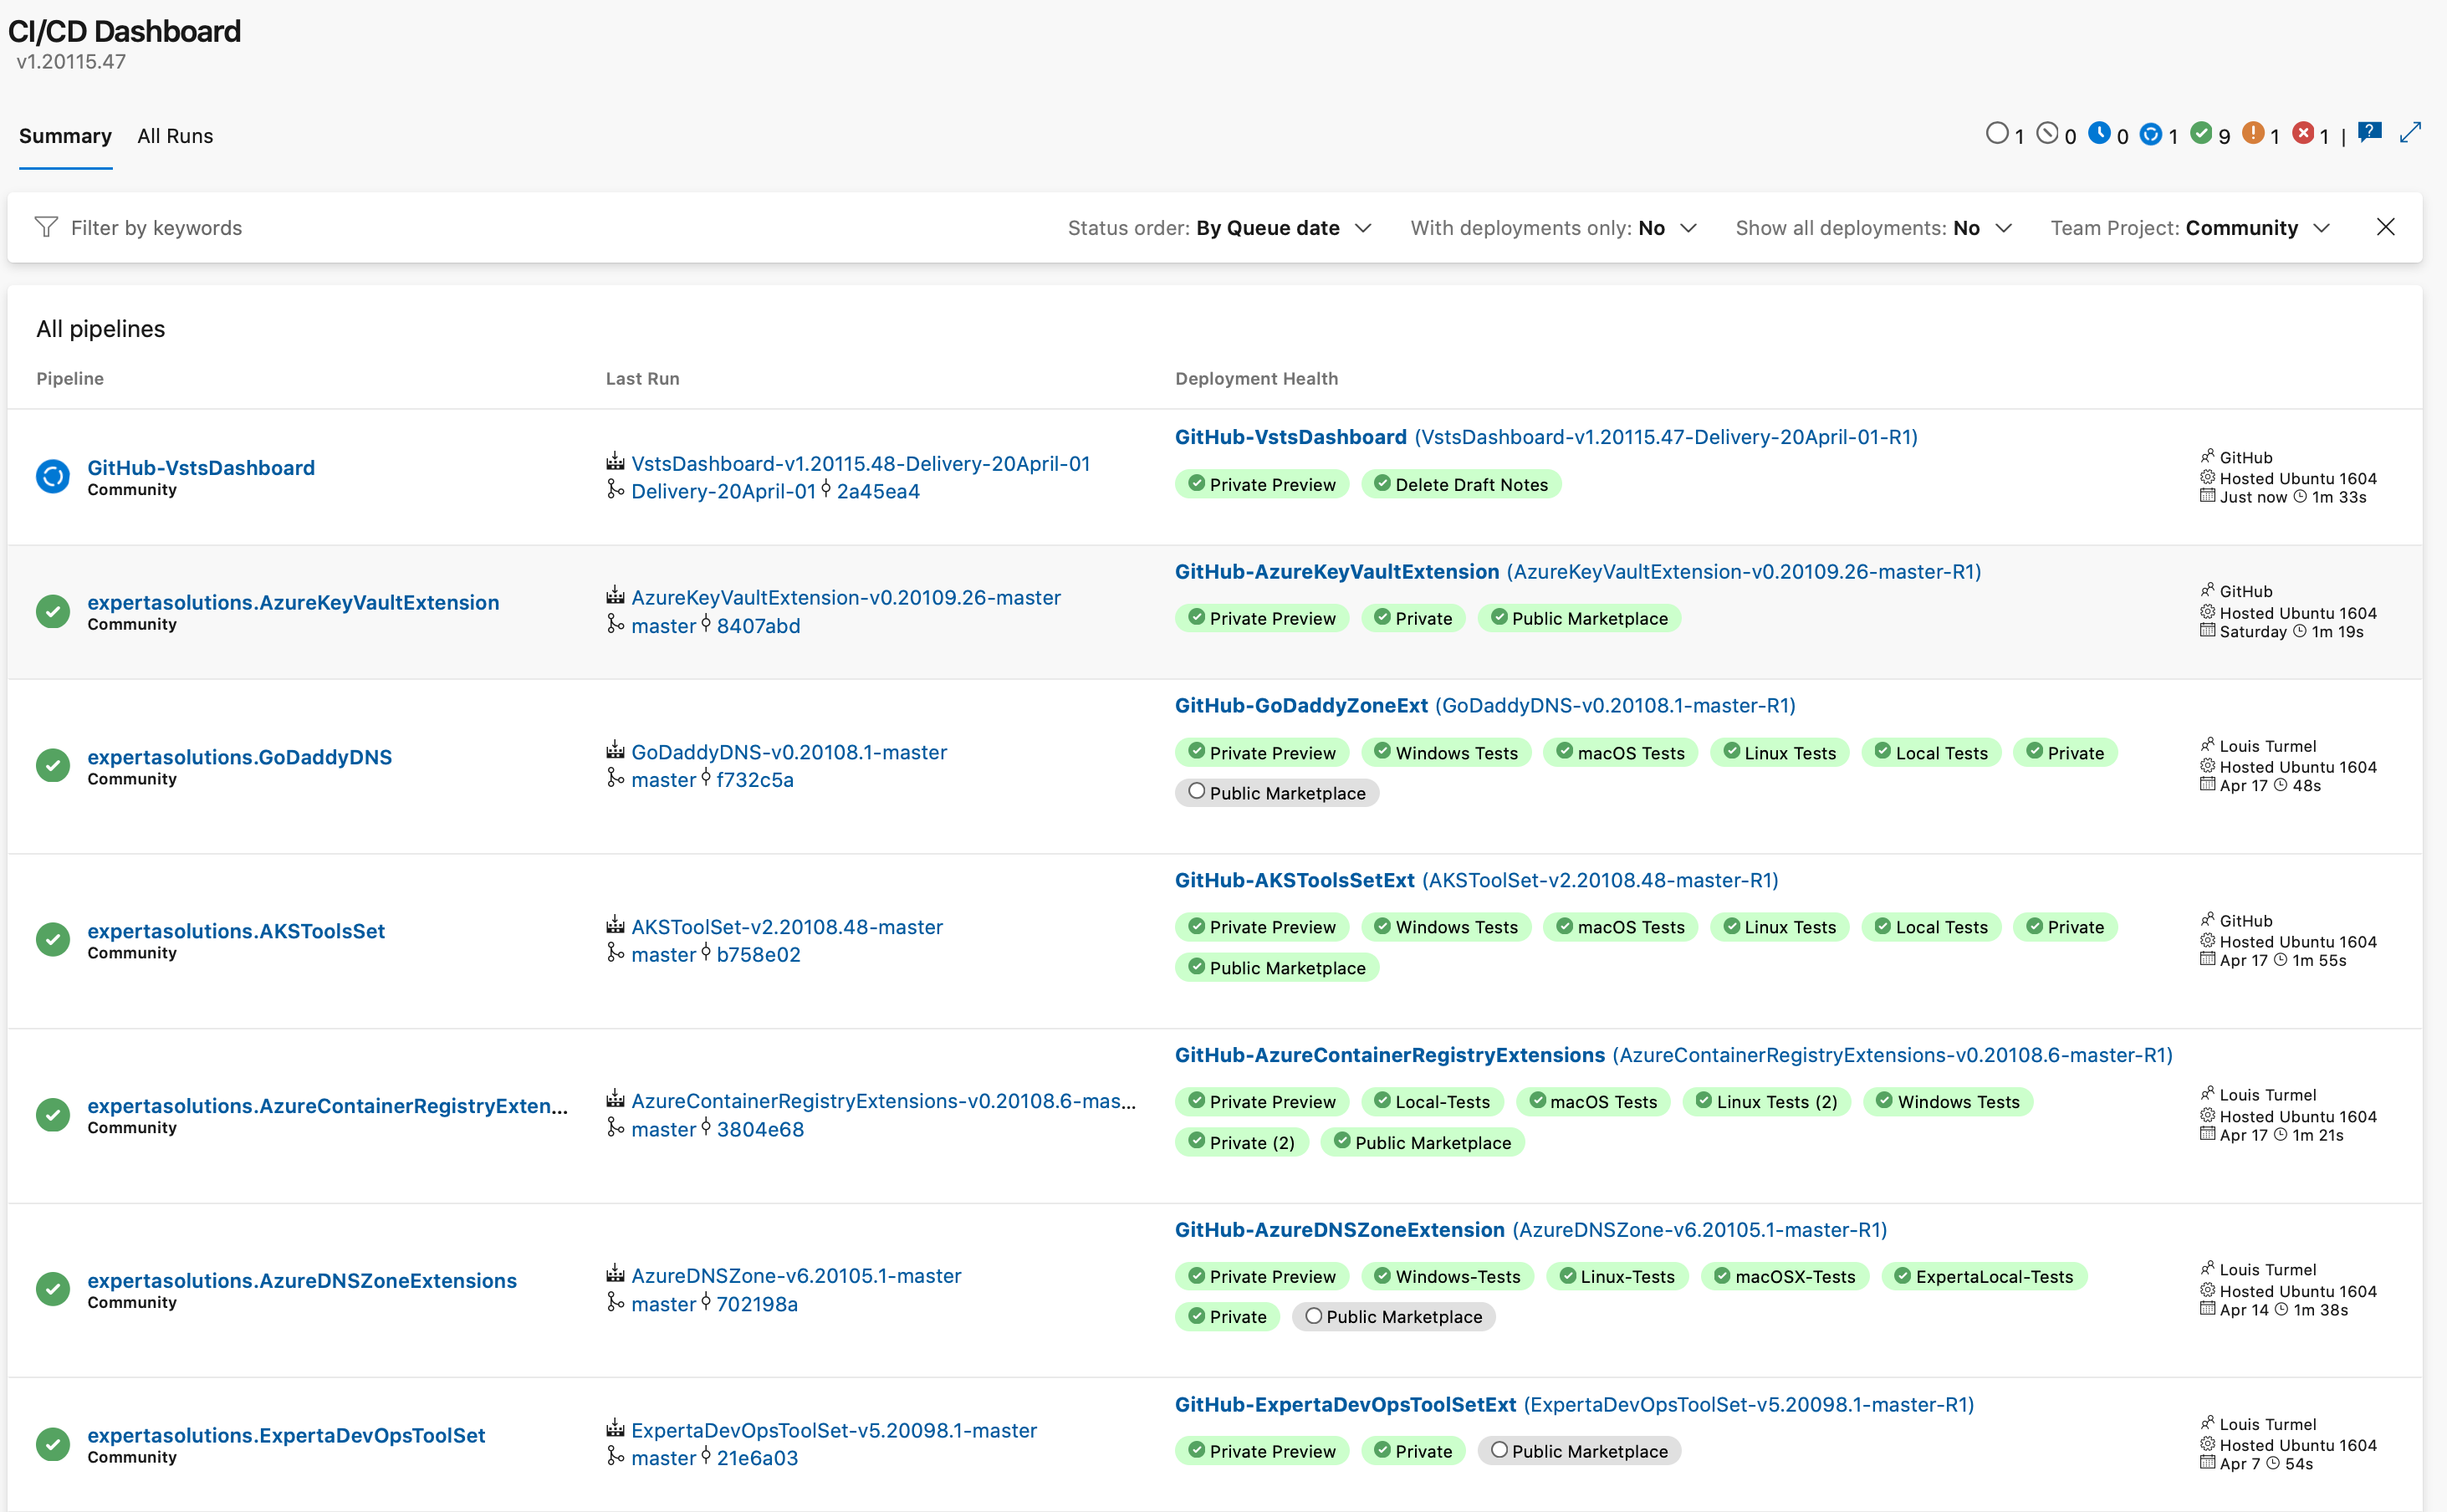 CI/CD Dashboard
v1.20115.47
Summary All Runs
1 0 0 1 9 1 1 |
Filter by keywords Status order: By Queue date With deployments only: No Show all deployments: No Team Project: Community
All pipelines
Pipeline Last Run Deployment Health
GitHub-VstsDashboard
Community
VstsDashboard-v1.20115.48-Delivery-20April-01
Delivery-20April-01 2a45ea4
GitHub-VstsDashboard (VstsDashboard-v1.20115.47-Delivery-20April-01-R1)
Private Preview Delete Draft Notes
GitHub
Hosted Ubuntu 1604
Just now 1m 33s
expertasolutions.AzureKeyVaultExtension
Community
AzureKeyVaultExtension-v0.20109.26-master
master 8407abd
GitHub-AzureKeyVaultExtension (AzureKeyVaultExtension-v0.20109.26-master-R1)
Private Preview Private Public Marketplace
GitHub
Hosted Ubuntu 1604
Saturday 1m 19s
expertasolutions.GoDaddyDNS
Community
GoDaddyDNS-v0.20108.1-master
master f732c5a
GitHub-GoDaddyZoneExt (GoDaddyDNS-v0.20108.1-master-R1)
Private Preview Windows Tests macOS Tests Linux Tests Local Tests Private
Public Marketplace
Louis Turmel
Hosted Ubuntu 1604
Apr 17 48s
expertasolutions.AKSToolsSet
Community
AKSToolSet-v2.20108.48-master
master b758e02
GitHub-AKSToolsSetExt (AKSToolSet-v2.20108.48-master-R1)
Private Preview Windows Tests macOS Tests Linux Tests Local Tests Private
Public Marketplace
GitHub
Hosted Ubuntu 1604
Apr 17 1m 55s
expertasolutions.AzureContainerRegistryExten...
Community
AzureContainerRegistryExtensions-v0.20108.6-mas...
master 3804e68
GitHub-AzureContainerRegistryExtensions (AzureContainerRegistryExtensions-v0.20108.6-master-R1)
Private Preview Local-Tests macOS Tests Linux Tests (2) Windows Tests
Private (2) Public Marketplace
Louis Turmel
Hosted Ubuntu 1604
Apr 17 1m 21s
expertasolutions.AzureDNSZoneExtensions
Community
AzureDNSZone-v6.20105.1-master
master 702198a
GitHub-AzureDNSZoneExtension (AzureDNSZone-v6.20105.1-master-R1)
Private Preview Windows-Tests Linux-Tests macOSX-Tests ExpertaLocal-Tests
Private Public Marketplace
Louis Turmel
Hosted Ubuntu 1604
Apr 14 1m 38s
expertasolutions.ExpertaDevOpsToolSet
Community
ExpertaDevOpsToolSet-v5.20098.1-master
master 21e6a03
GitHub-ExpertaDevOpsToolSetExt (ExpertaDevOpsToolSet-v5.20098.1-master-R1)
Private Preview Private Public Marketplace
Louis Turmel
Hosted Ubuntu 1604
Apr 7 54s